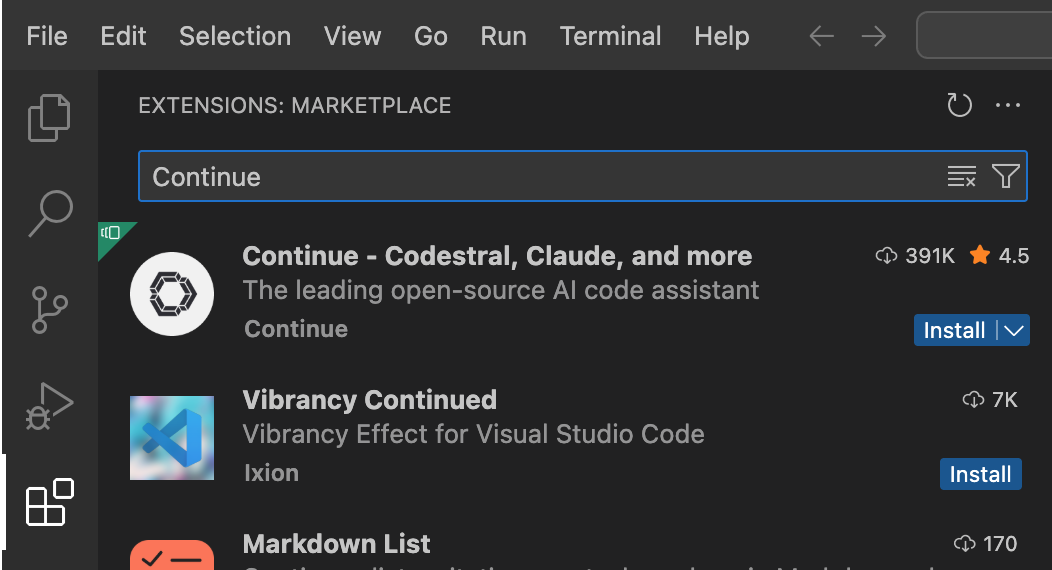 File Edit Selection View Go Run Terminal Help
EXTENSIONS: MARKETPLACE
Continue
Continue - Codestral, Claude, and more 391K 4.5
The leading open-source AI code assistant
Continue Install
Vibrancy Continued 7K
Vibrancy Effect for Visual Studio Code
Ixion Install
Markdown List 170